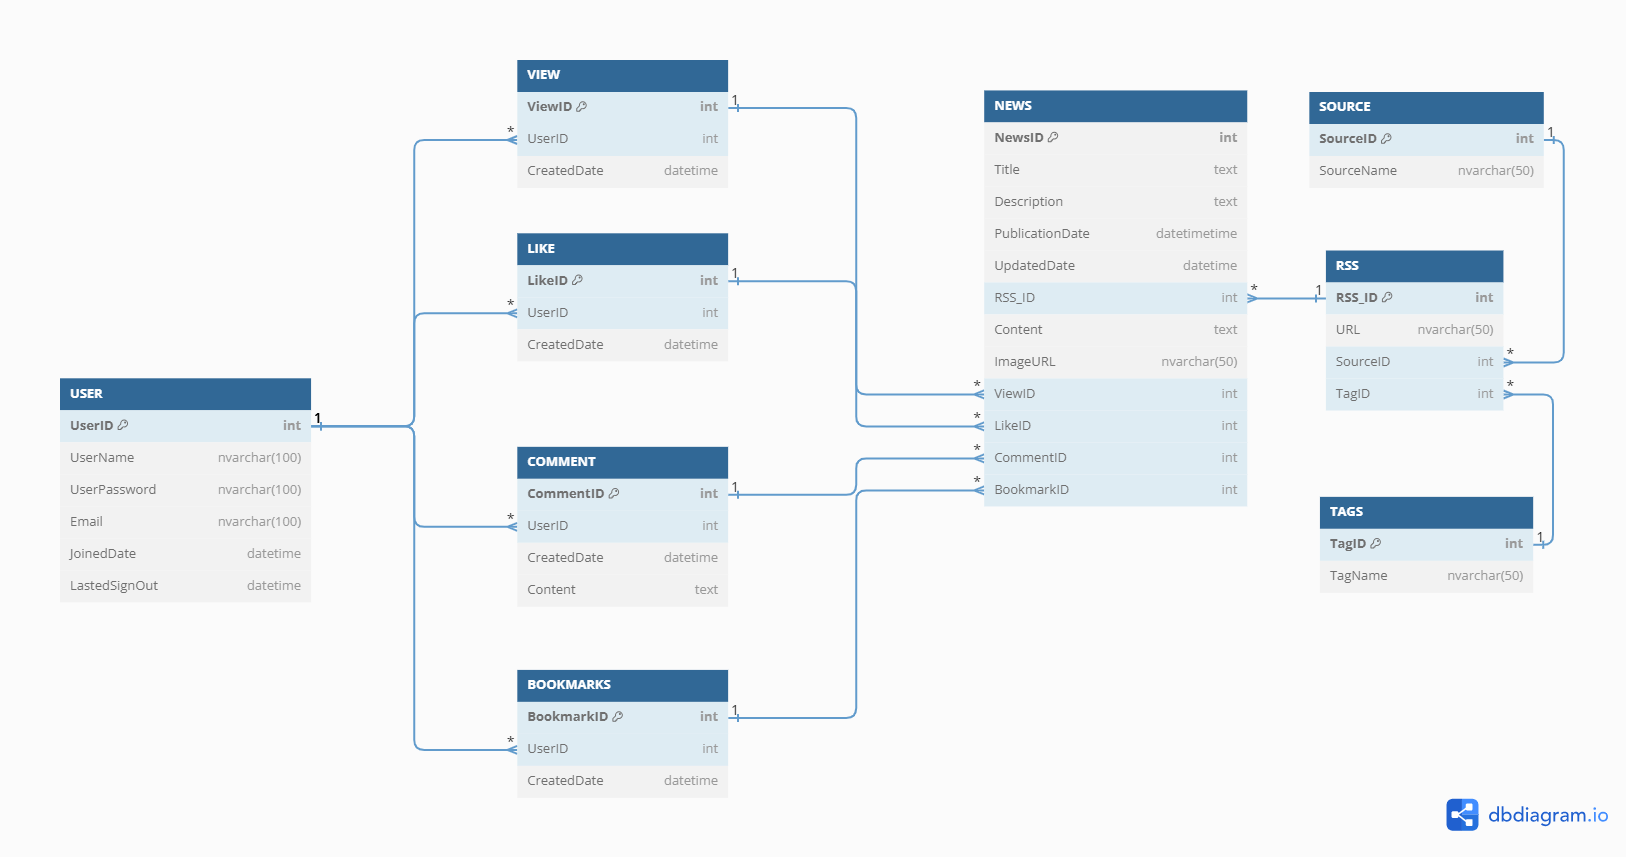 VIEW
ViewID int
UserID int
CreatedDate datetime
1
*
LIKE
LikeID int
UserID int
CreatedDate datetime
1
*
USER
UserID int
UserName nvarchar(100)
UserPassword nvarchar(100)
Email nvarchar(100)
JoinedDate datetime
LastedSignOut datetime
1
COMMENT
CommentID int
UserID int
CreatedDate datetime
Content text
1
*
BOOKMARKS
BookmarkID int
UserID int
CreatedDate datetime
1
*
NEWS
NewsID int
Title text
Description text
PublicationDate datetimetime
UpdatedDate datetime
RSS_ID int
Content text
ImageURL nvarchar(50)
ViewID int
LikeID int
CommentID int
BookmarkID int
*
*
*
*
*
SOURCE
SourceID int
SourceName nvarchar(50)
1
RSS
RSS_ID int
URL nvarchar(50)
SourceID int
TagID int
1
*
*
TAGS
TagID int
TagName nvarchar(50)
1
dbdiagram.io